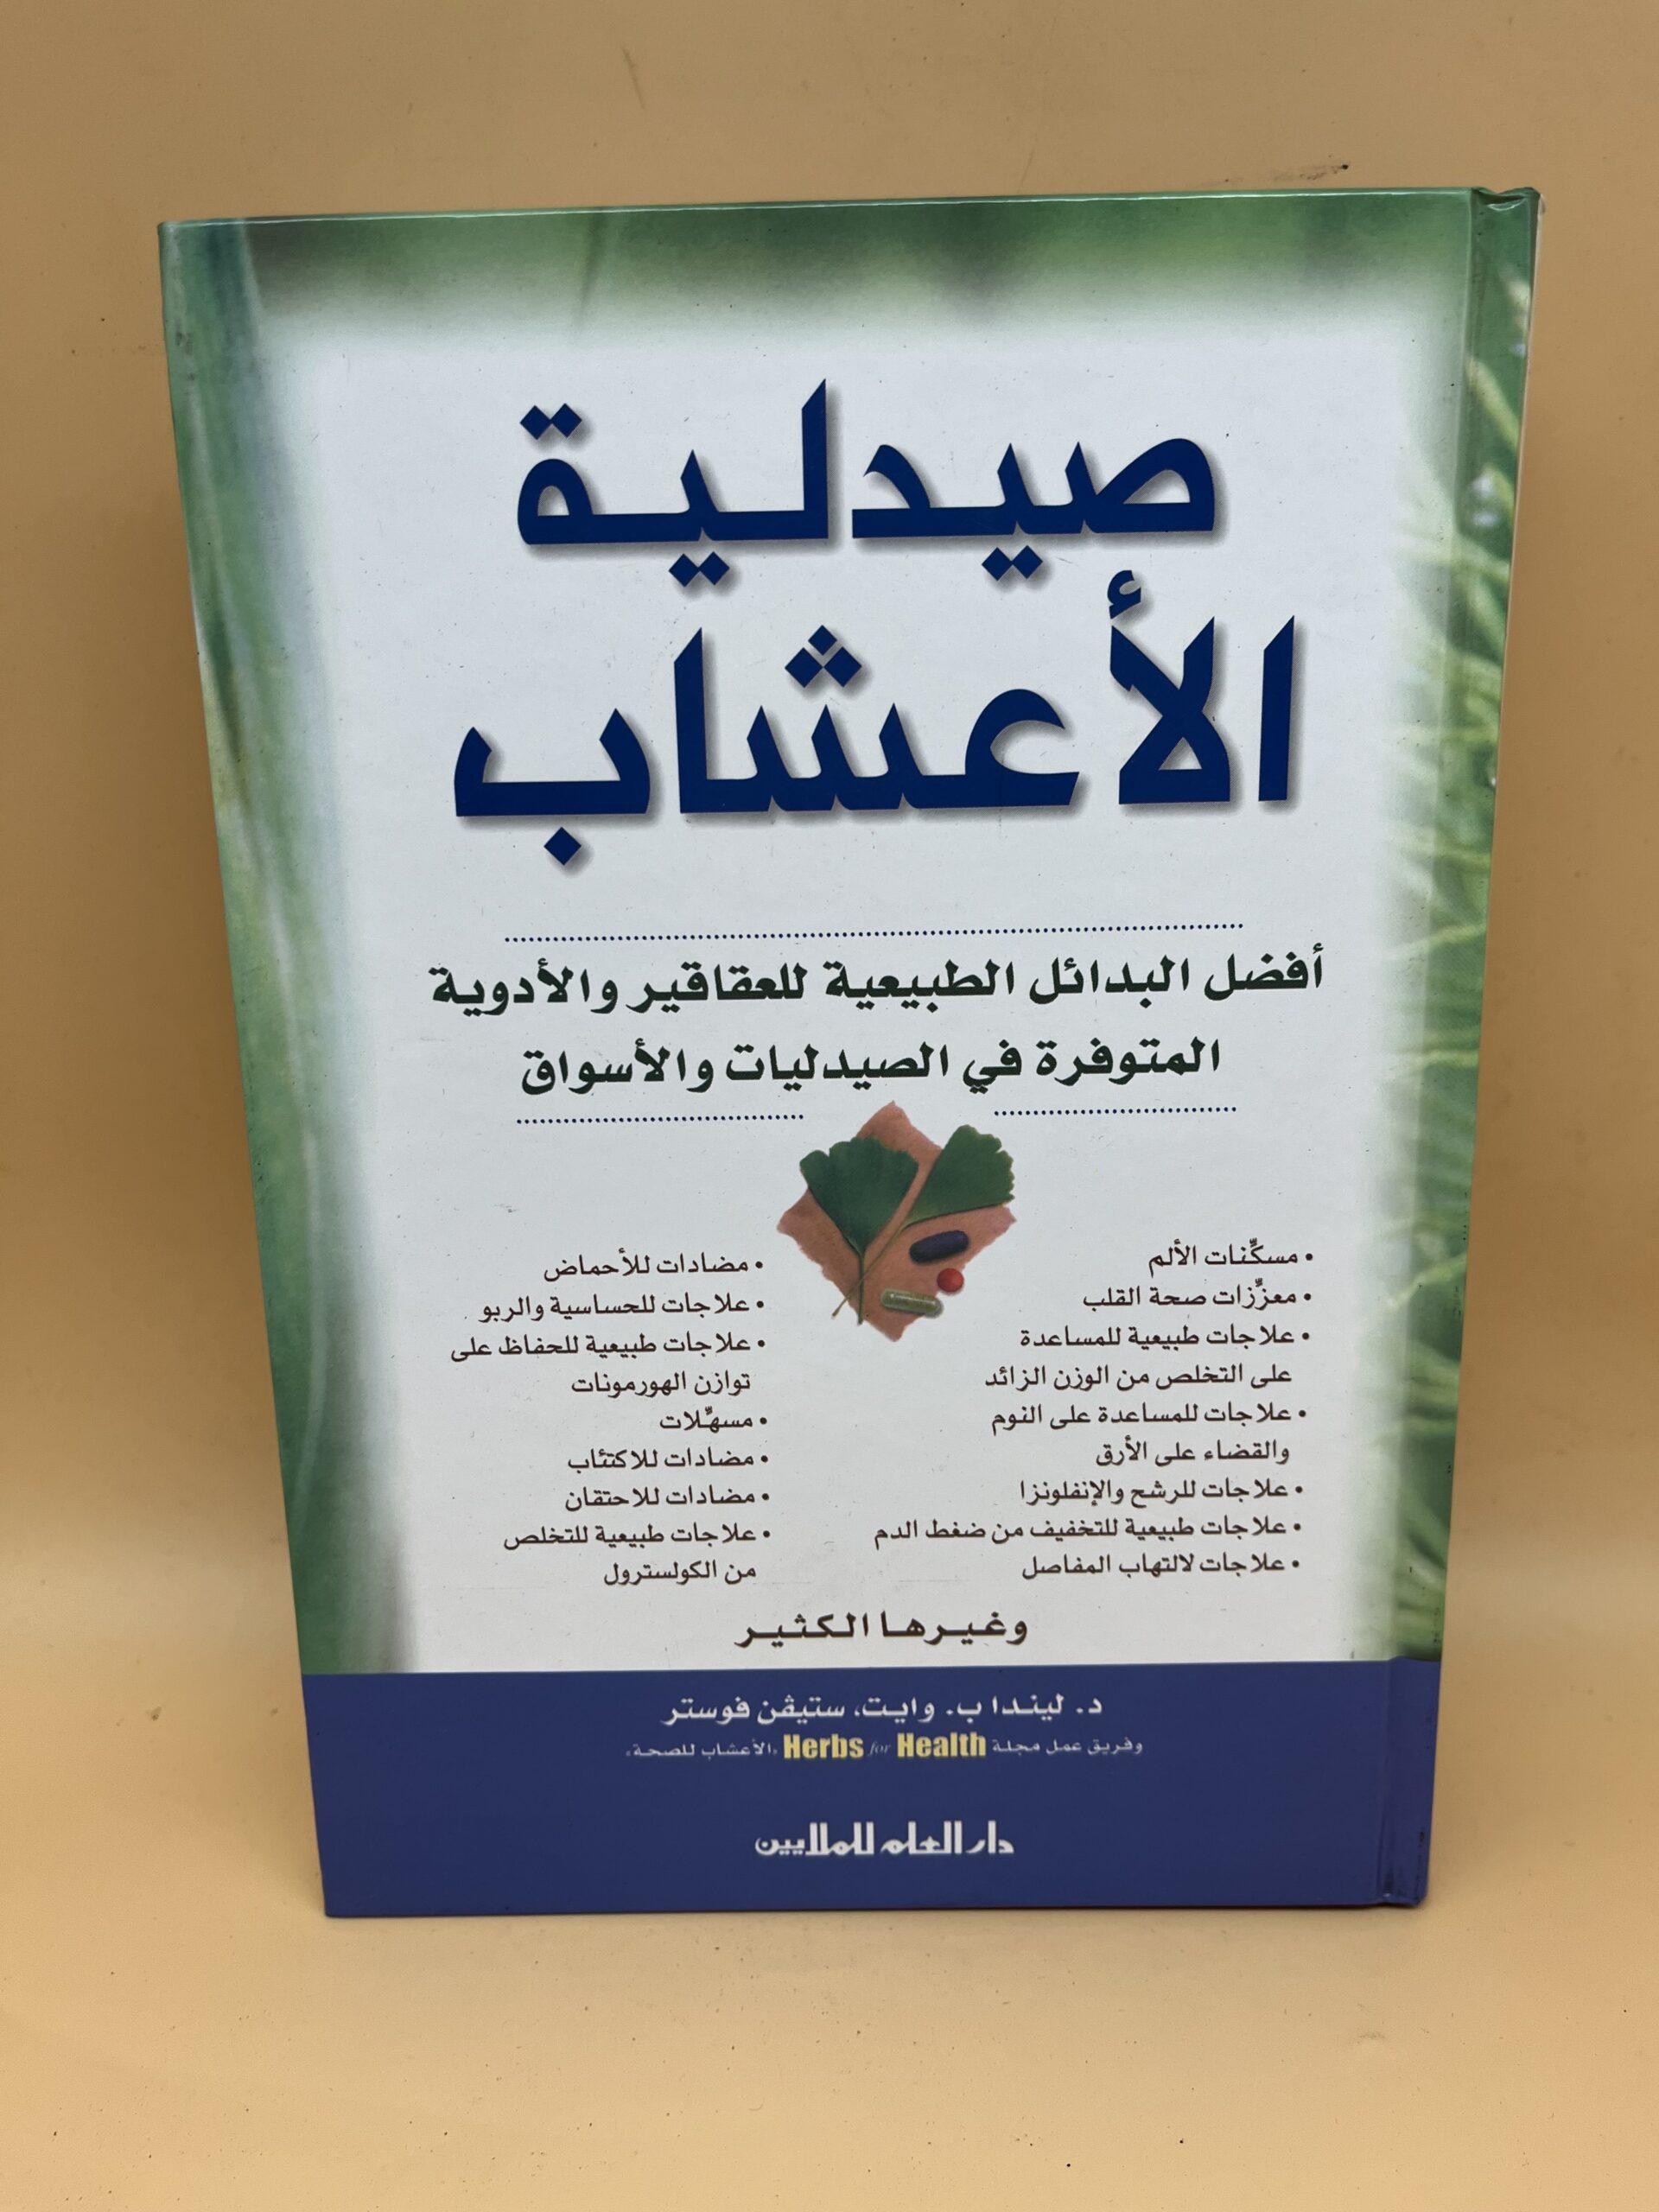 صيدلية
الأعشاب
أفضل البدائل الطبيعية للعقاقير والأدوية
المتوفرة في الصيدليات والأسواق
• مسكِّنات الألم
• معزِّزات صحة القلب
• علاجات طبيعية للمساعدة
على التخلص من الوزن الزائد
• علاجات للمساعدة على النوم
والقضاء على الأرق
• علاجات للرشح والإنفلونزا
• علاجات طبيعية للتخفيف من ضغط الدم
• علاجات لالتهاب المفاصل
• مضادات للأحماض
• علاجات للحساسية والربو
• علاجات طبيعية للحفاظ على
توازن الهورمونات
• مسهِّلات
• مضادات للاكتئاب
• مضادات للاحتقان
• علاجات طبيعية للتخلص
من الكولسترول
وغيرها الكثير
د. ليندا ب. وايت، ستيڤن فوستر
وفريق عمل مجلة Herbs for Health «الأعشاب للصحة»
دار العلم للملايين